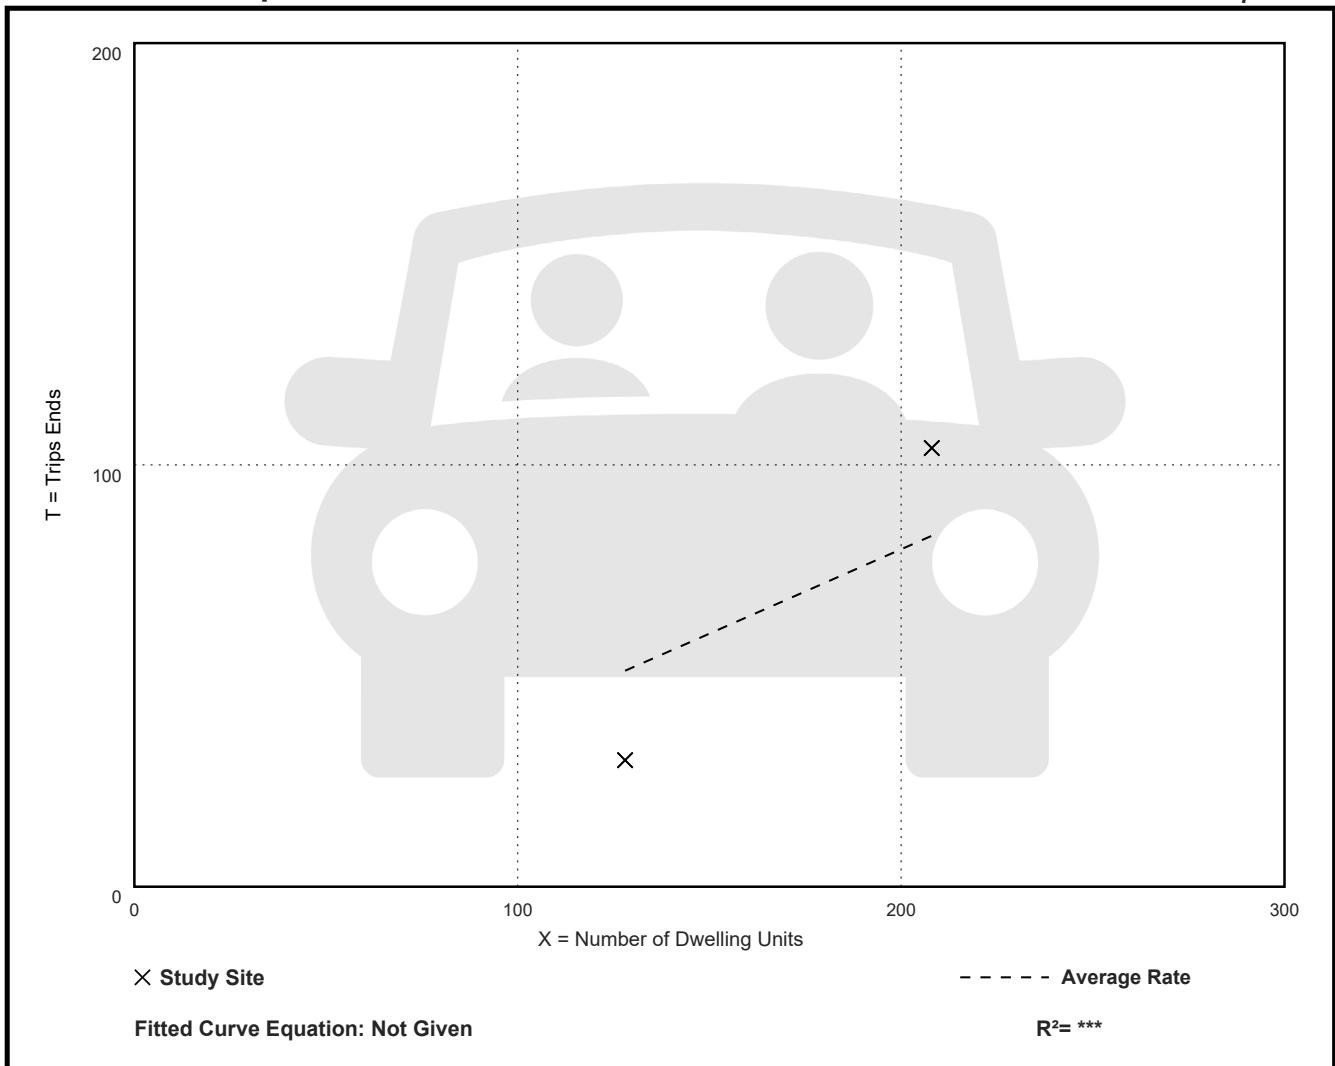 200
100
0
T = Trips Ends
0 100 200 300
X = Number of Dwelling Units
Study Site
Average Rate
Fitted Curve Equation: Not Given
R²= ***